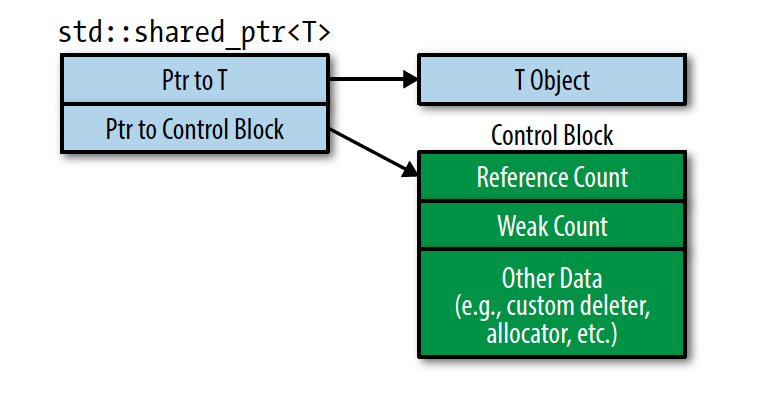 std::shared_ptr<T>
Ptr to T
T Object
Ptr to Control Block
Control Block
Reference Count
Weak Count
Other Data
(e.g., custom deleter,
allocator, etc.)